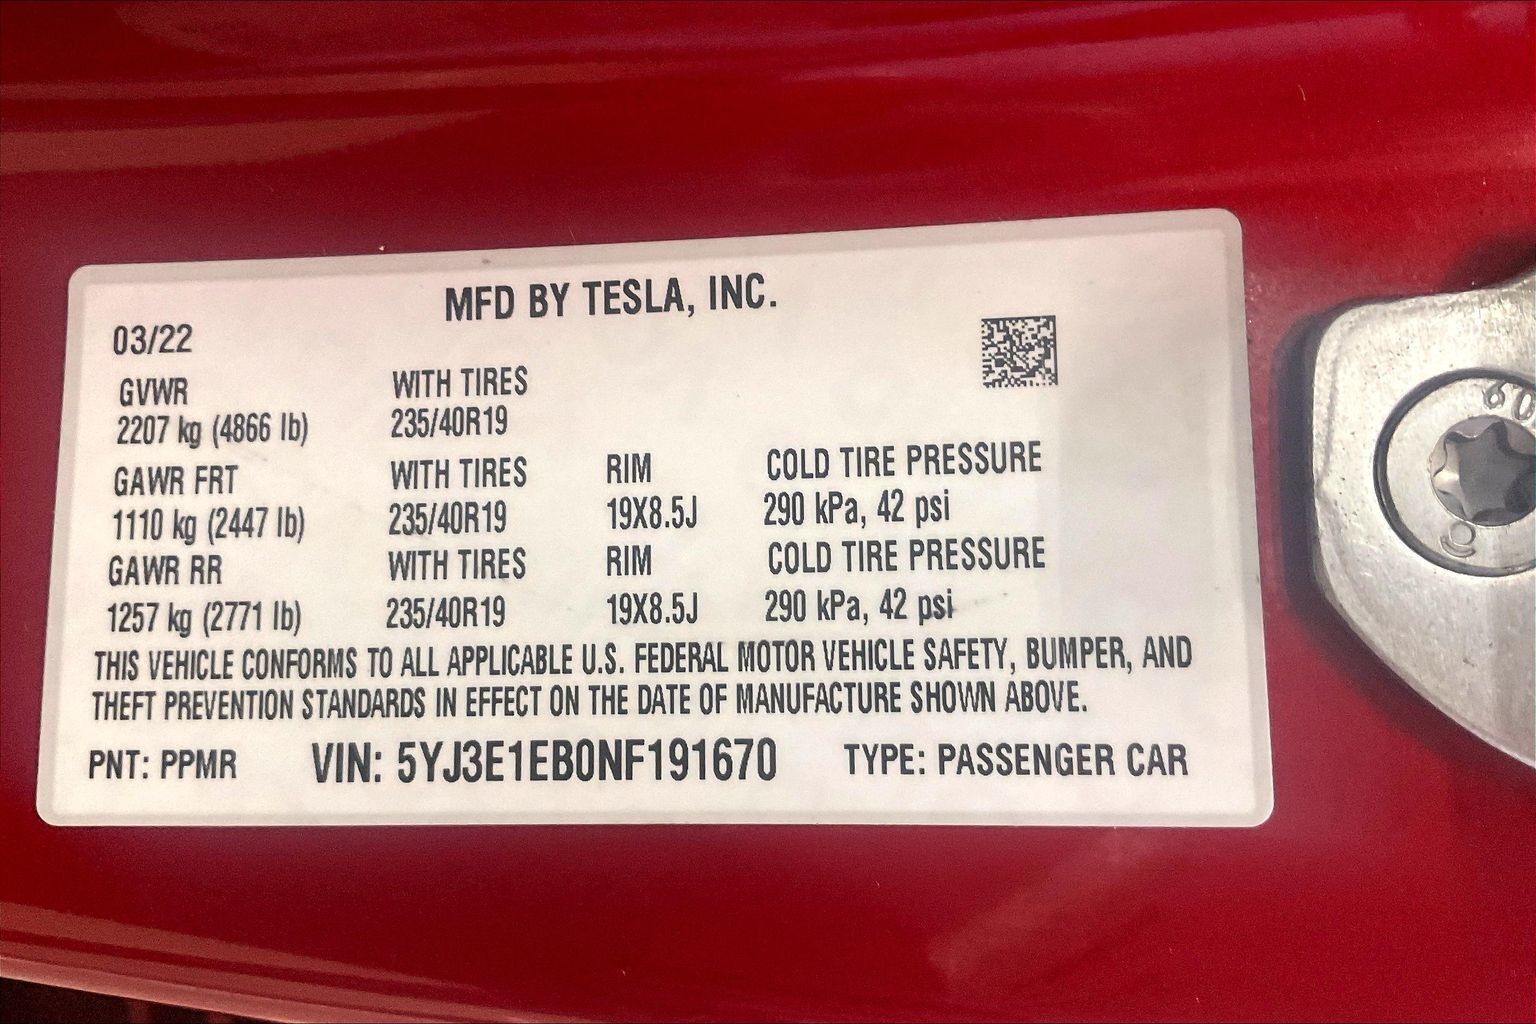 MFD BY TESLA, INC.
03/22
GVWR WITH TIRES
2207 kg (4866 lb) 235/40R19
GAWR FRT WITH TIRES RIM COLD TIRE PRESSURE
1110 kg (2447 lb) 235/40R19 19X8.5J 290 kPa, 42 psi
GAWR RR WITH TIRES RIM COLD TIRE PRESSURE
1257 kg (2771 lb) 235/40R19 19X8.5J 290 kPa, 42 psi
THIS VEHICLE CONFORMS TO ALL APPLICABLE U.S. FEDERAL MOTOR VEHICLE SAFETY, BUMPER, AND
THEFT PREVENTION STANDARDS IN EFFECT ON THE DATE OF MANUFACTURE SHOWN ABOVE.
PNT: PPMR VIN: 5YJ3E1EB0NF191670 TYPE: PASSENGER CAR